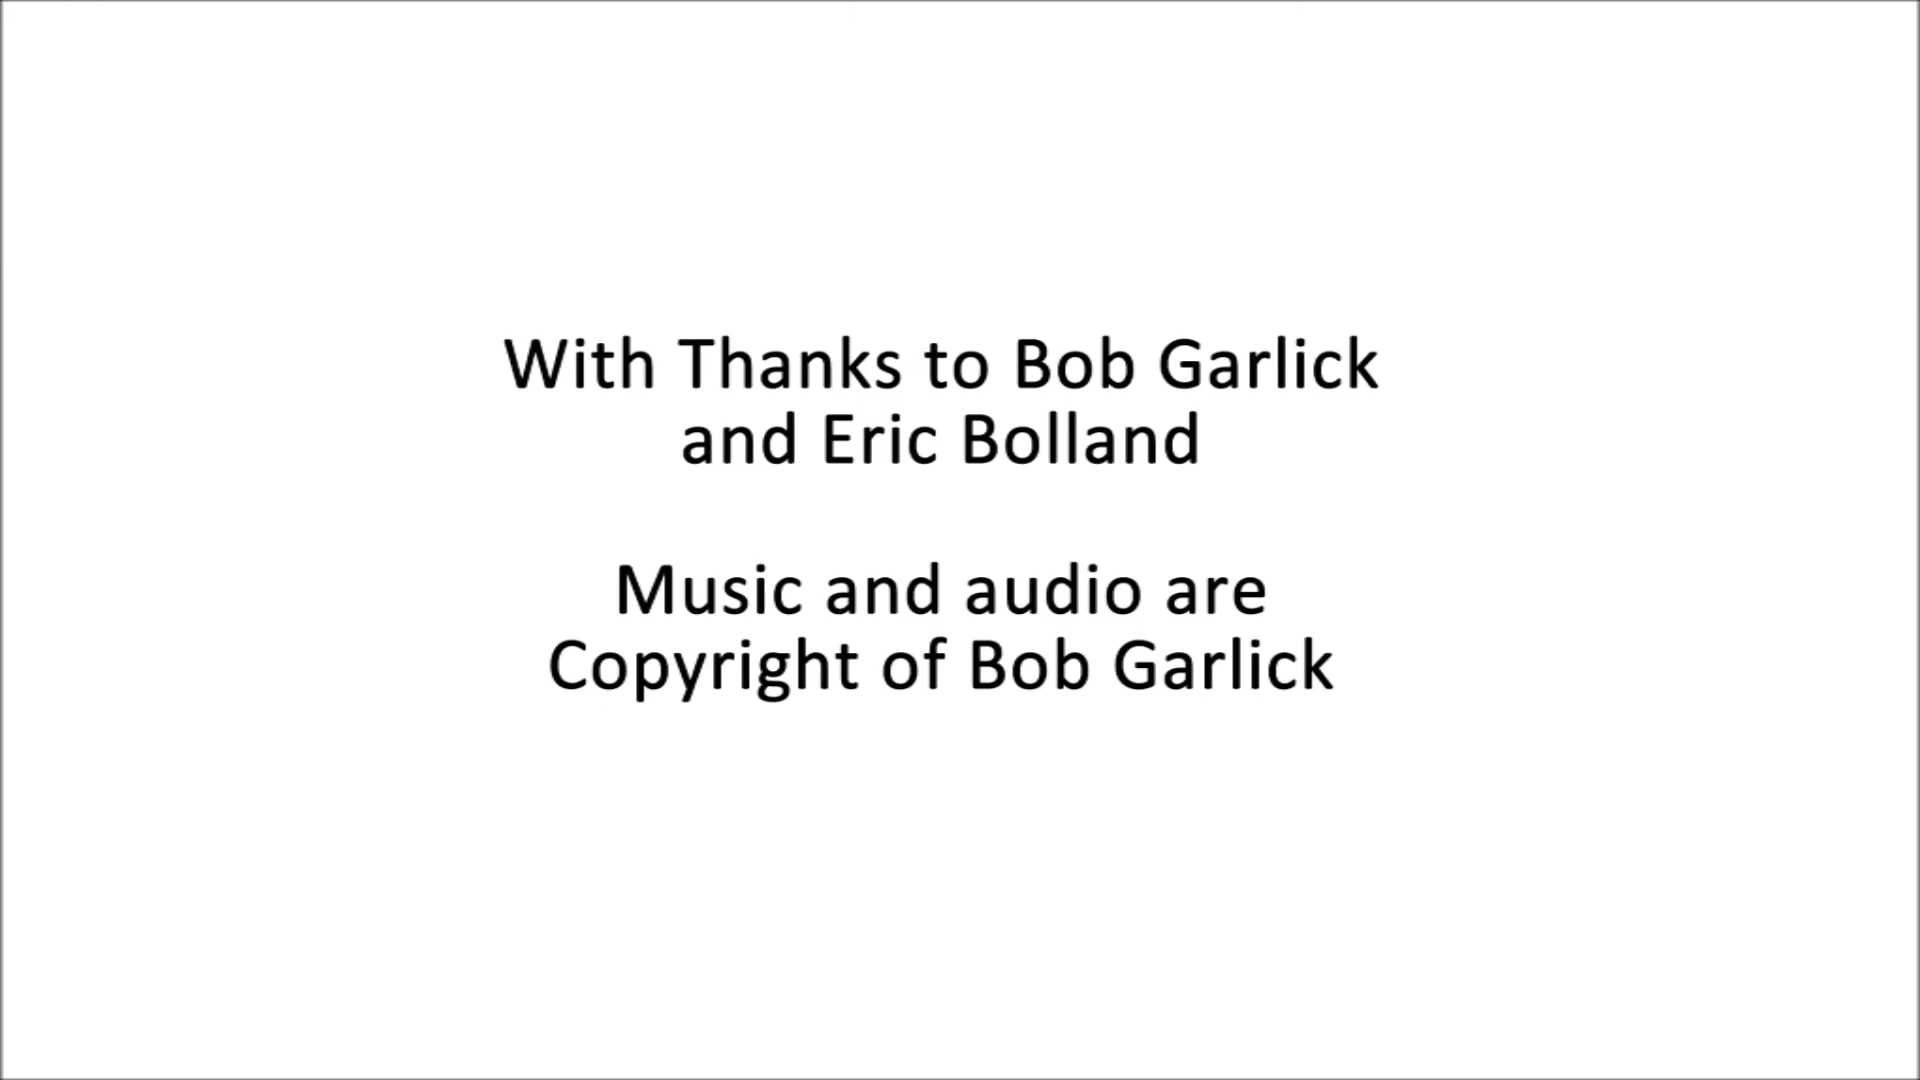 With Thanks to Bob Garlick
and Eric Bolland
Music and audio are
Copyright of Bob Garlick